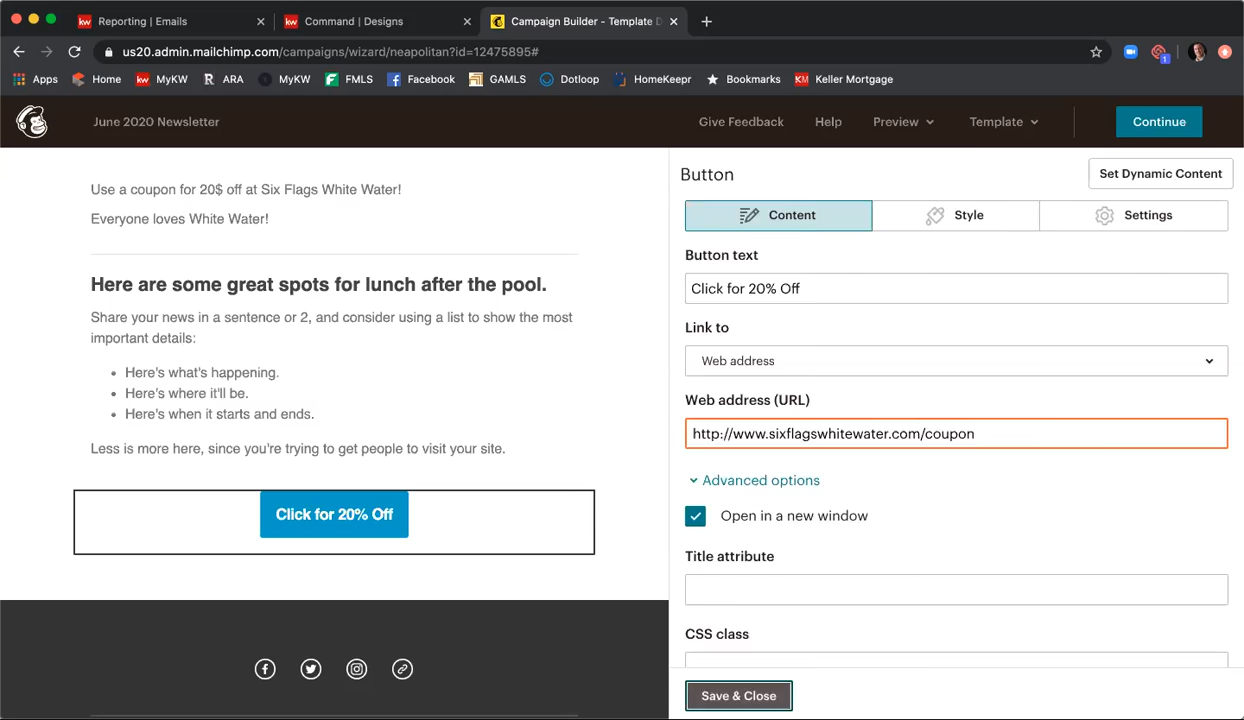 Reporting | Emails
Command | Designs
Campaign Builder - Template D
us20.admin.mailchimp.com/campaigns/wizard/neapolitan?id=12475895#
1
Apps
Home
kw MyKW
R ARA
MyKW
FMLS
Facebook
GAMLS
Dotloop
HomeKeepr
Bookmarks
KM Keller Mortgage
June 2020 Newsletter
Give Feedback
Help
Preview
Template
Continue
Use a coupon for 20$ off at Six Flags White Water!
Everyone loves White Water!
Here are some great spots for lunch after the pool.
Share your news in a sentence or 2, and consider using a list to show the most
important details:
• Here's what's happening.
• Here's where it'll be.
• Here's when it starts and ends.
Less is more here, since you're trying to get people to visit your site.
Click for 20% Off
Button
Set Dynamic Content
Content
Style
Settings
Button text
Click for 20% Off
Link to
Web address
Web address (URL)
http://www.sixflagswhitewater.com/coupon
Advanced options
Open in a new window
Title attribute
CSS class
Save & Close